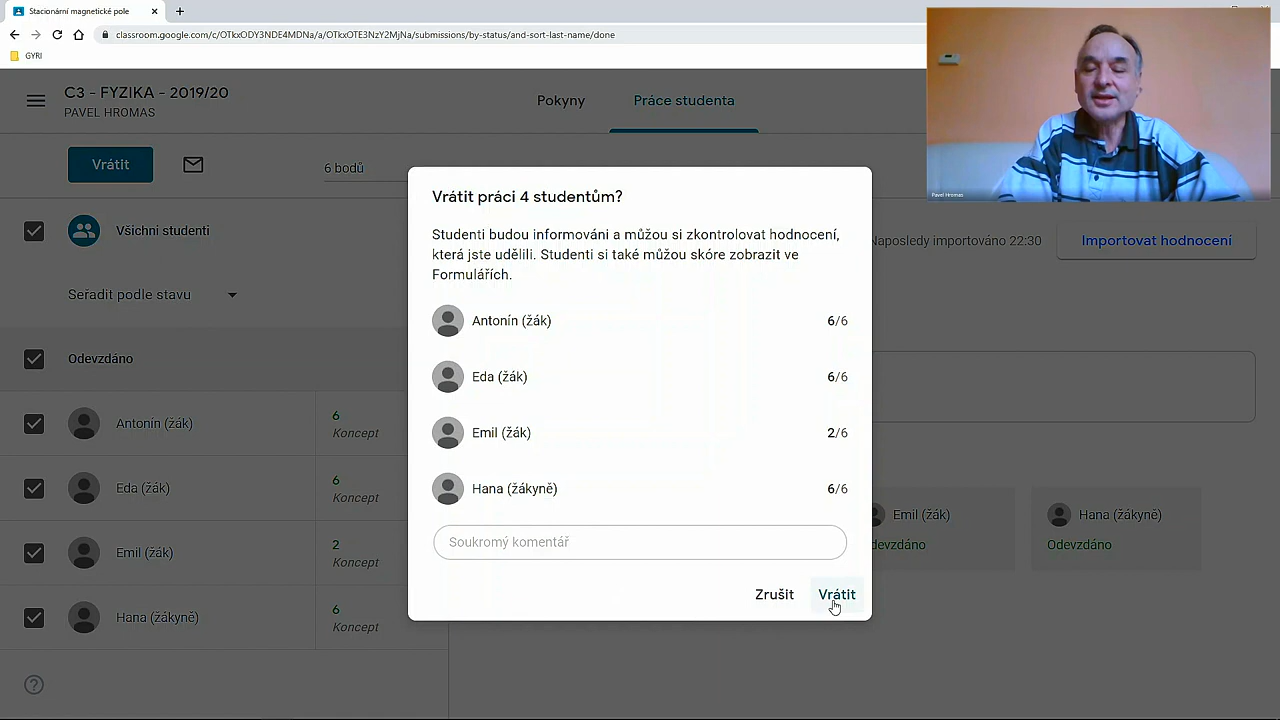 Stacionární magnetické pole
classroom.google.com/c/OTkxODY3NDE4MDNa/a/OTkxOTE3NzY2MjNa/submissions/by-status/and-sort-last-name/done
GYRI
C3 - FYZIKA - 2019/20
PAVEL HROMAS
Pokyny
Práce studenta
Vrátit
6 bodů
Všichni studenti
Naposledy importováno 22:30
Importovat hodnocení
Seřadit podle stavu
Odevzdáno
Antonín (žák)
6
Koncept
Eda (žák)
6
Koncept
Emil (žák)
2
Koncept
Hana (žákyně)
6
Koncept
Vrátit práci 4 studentům?
Studenti budou informováni a můžou si zkontrolovat hodnocení,
která jste udělili. Studenti si také můžou skóre zobrazit ve
Formulářích.
Antonín (žák) 6/6
Eda (žák) 6/6
Emil (žák) 2/6
Hana (žákyně) 6/6
Soukromý komentář
Zrušit
Vrátit
Emil (žák)
devzdáno
Hana (žákyně)
Odevzdáno
Pavel Hromas